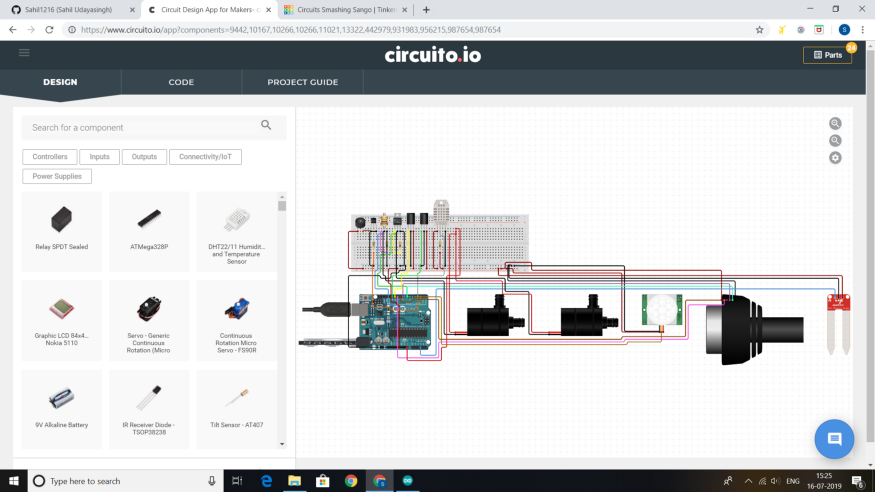 Sahil1216 (Sahil Udayasingh)
Circuit Design App for Makers- c
Circuits Smashing Sango | Tinker
https://www.circuito.io/app?components=9442,10167,10266,10266,11021,13322,442979,931983,956215,987654,987654
S
circuito.io
Parts
24
DESIGN
CODE
PROJECT GUIDE
Search for a component
Controllers
Inputs
Outputs
Connectivity/IoT
Power Supplies
Relay SPDT Sealed
ATMega328P
DHT22/11 Humidit...
and Temperature
Sensor
Graphic LCD 84x4...
Nokia 5110
Servo - Generic
Continuous
Rotation (Micro
Continuous
Rotation Micro
Servo - FS90R
9V Alkaline Battery
IR Receiver Diode -
TSOP38238
Tilt Sensor - AT407
Type here to search
ENG
15:25
16-07-2019
6